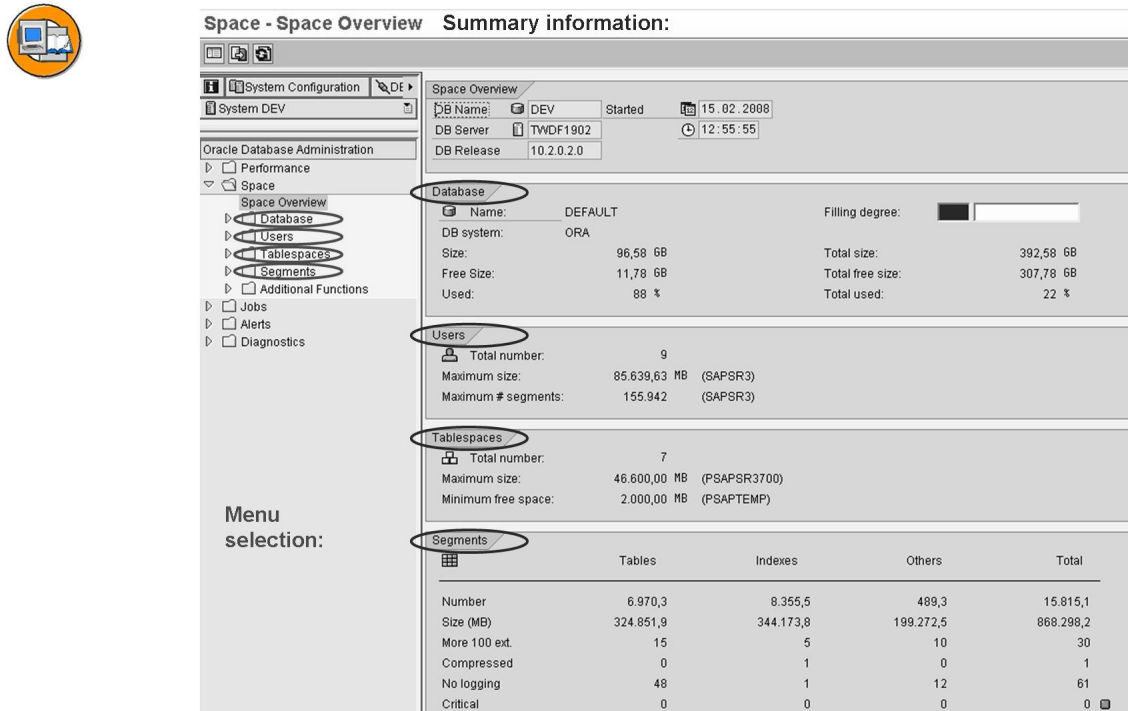 Space - Space Overview Summary information:
System Configuration DE
System DEV
Oracle Database Administration
Performance
Space
Space Overview
Database
Users
Tablespaces
Segments
Additional Functions
Jobs
Alerts
Diagnostics
Menu
selection:
Space Overview
DB Name DEV Started 15.02.2008
DB Server TWDF1902 12:55:55
DB Release 10.2.0.2.0
Database
Name: DEFAULT Filling degree:
DB system: ORA
Size: 96,58 GB Total size: 392,58 GB
Free Size: 11,78 GB Total free size: 307,78 GB
Used: 88 % Total used: 22 %
Users
Total number: 9
Maximum size: 85.639,63 MB (SAPSR3)
Maximum # segments: 155.942 (SAPSR3)
Tablespaces
Total number: 7
Maximum size: 46.600,00 MB (PSAPSR3700)
Minimum free space: 2.000,00 MB (PSAPTEMP)
Segments
Tables Indexes Others Total
Number 6.970,3 8.355,5 489,3 15.815,1
Size (MB) 324.851,9 344.173,8 199.272,5 868.298,2
More 100 ext. 15 5 10 30
Compressed 0 1 0 1
No logging 48 1 12 61
Critical 0 0 0 0